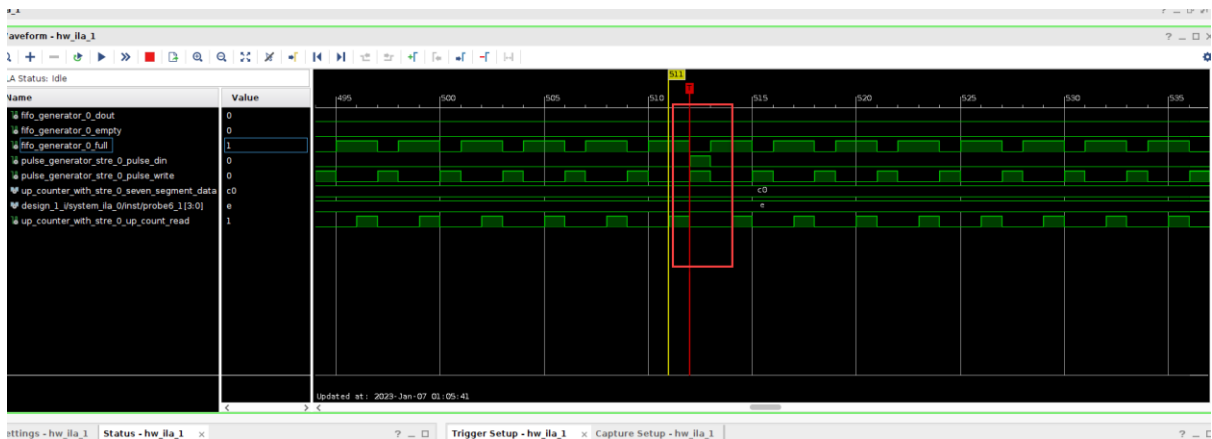 aveform - hw_ila_1
ILA Status: Idle
Name Value
fifo_generator_0_dout 0
fifo_generator_0_empty 0
fifo_generator_0_full 1
pulse_generator_stre_0_pulse_din 0
pulse_generator_stre_0_pulse_write 0
up_counter_with_stre_0_seven_segment_data c0
design_1_i/system_ila_0/inst/probe6_1[3:0] e
up_counter_with_stre_0_up_count_read 1
511
T
495 500 505 510 515 520 525 530 535
c0
e
Updated at: 2023-Jan-07 01:05:41
ettings - hw_ila_1 Status - hw_ila_1 Trigger Setup - hw_ila_1 Capture Setup - hw_ila_1